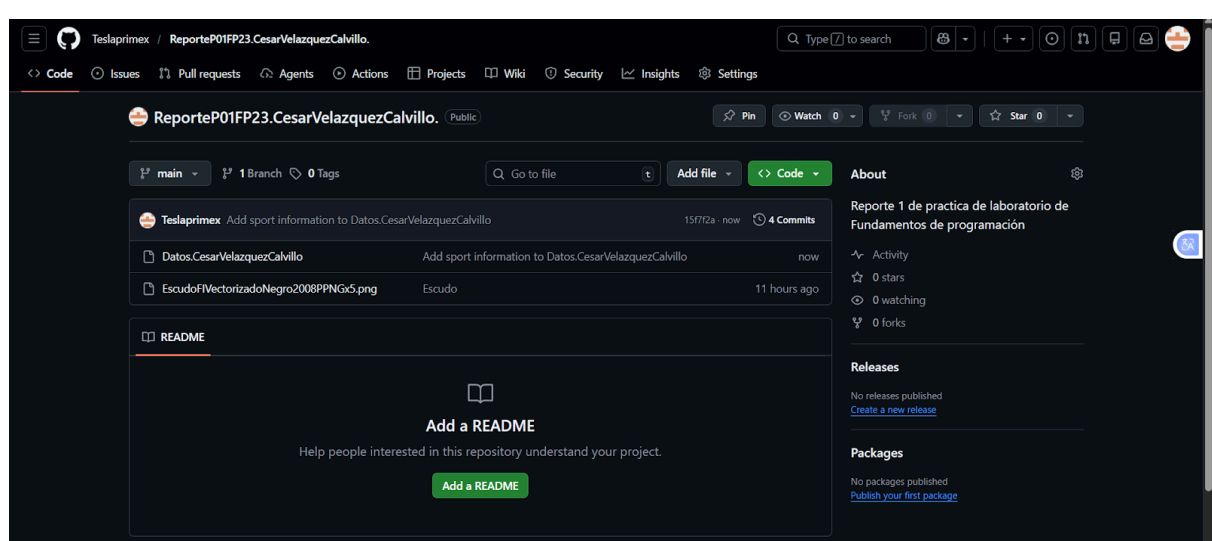 Teslaprimex / ReporteP01FP23.CesarVelazquezCalvillo. Type / to search
Code Issues Pull requests Agents Actions Projects Wiki Security Insights Settings
ReporteP01FP23.CesarVelazquezCalvillo. Public Pin Watch 0 Fork 0 Star 0
main 1 Branch 0 Tags Go to file t Add file Code
Teslaprimex Add sport information to Datos.CesarVelazquezCalvillo 15f7f2a · now 4 Commits
Datos.CesarVelazquezCalvillo Add sport information to Datos.CesarVelazquezCalvillo now
EscudoFIVectorizadoNegro2008PPNGx5.png Escudo 11 hours ago
README
Add a README
Help people interested in this repository understand your project.
Add a README
About
Reporte 1 de practica de laboratorio de
Fundamentos de programación
Activity
0 stars
0 watching
0 forks
Releases
No releases published
Create a new release
Packages
No packages published
Publish your first package